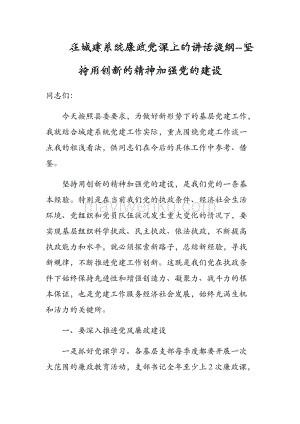 在城建系统廉政党课上的讲话提纲--坚
持用创新的精神加强党的建设
同志们：
今天按照县委要求，为做好新形势下的基层党建工作，
我就结合城建系统党建工作实际，重点围绕党建工作谈一
点我的粗浅看法，供同志们在今后的具体工作中参考、借
鉴。
坚持用创新的精神加强党的建设，是我们党的一条基
本经验。特别是当前我们党的执政条件、经济社会生活
环境、党组织和党员队伍状况发生重大变化的情况下，要
实现基层组织科学执政、民主执政、依法执政，不断提高
执政能力和水平，就必须探索新路子，总结新经验，寻找
新规律，不断推进党建工作创新。这既是我们党在执政条件
下始终保持先进性和增强创造力、凝聚力、战斗力的根
本保证，也是党建工作服务经济社会发展，始终充满生机
和活力的关键所。
一、要深入推进党风廉政建设
一是抓好党课学习。各基层支部每季度都要开展一次
大范围的廉政教育活动，支部书记全年至少上2次廉政课，
mayiwenku.com